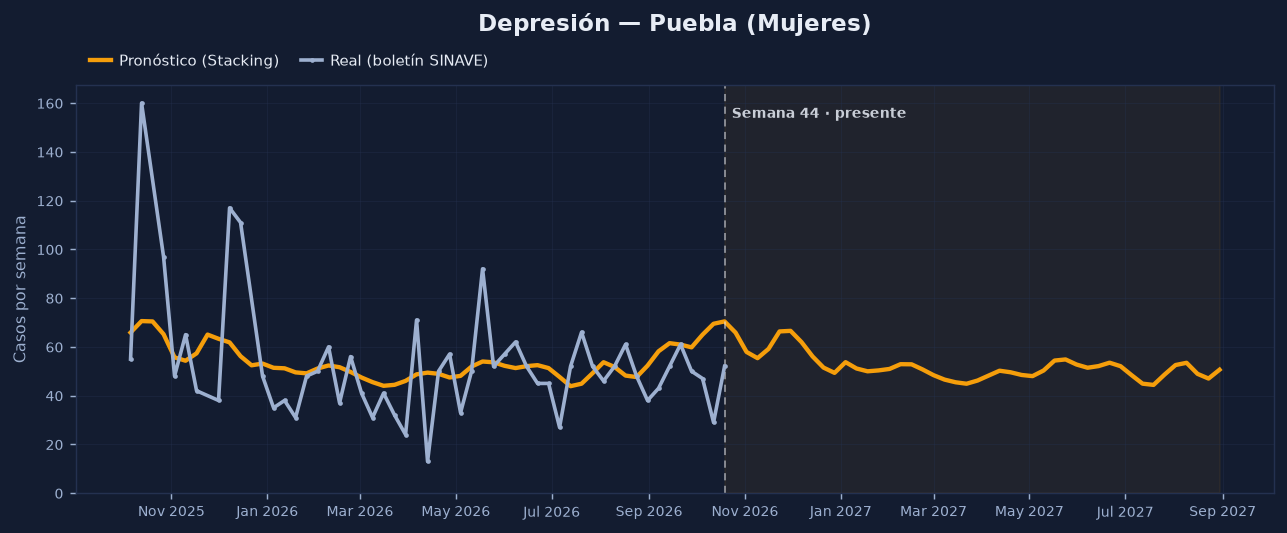 Depresión — Puebla (Mujeres)
Pronóstico (Stacking)
Real (boletín SINAVE)
Semana 44 · presente
Casos por semana
160
140
120
100
80
60
40
20
0
Nov 2025
Jan 2026
Mar 2026
May 2026
Jul 2026
Sep 2026
Nov 2026
Jan 2027
Mar 2027
May 2027
Jul 2027
Sep 2027